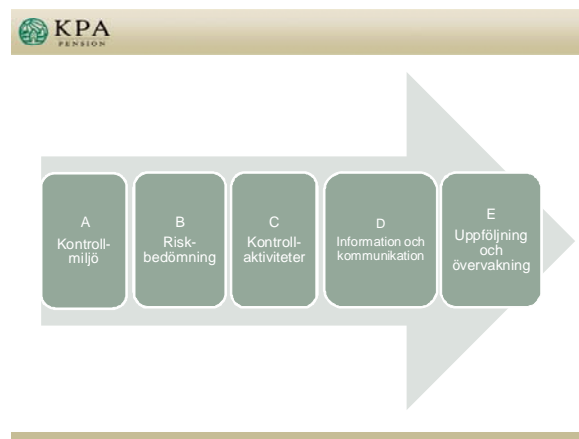 KPA
PENSION
A
Kontroll-
miljö
B
Risk-
bedömning
C
Kontroll-
aktiviteter
D
Information och
kommunikation
E
Uppföljning
och
övervakning